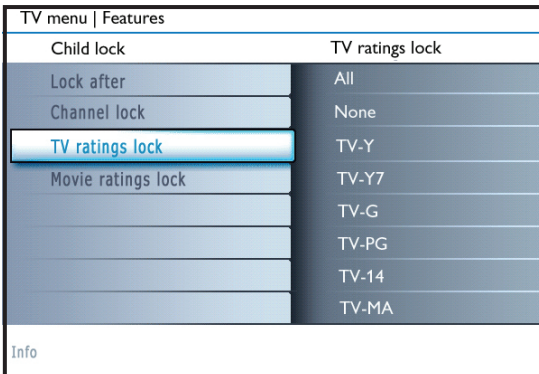 TV menu | Features
Child lock
TV ratings lock
Lock after
All
Channel lock
None
TV ratings lock
TV-Y
Movie ratings lock
TV-Y7
TV-G
TV-PG
TV-14
TV-MA
Info